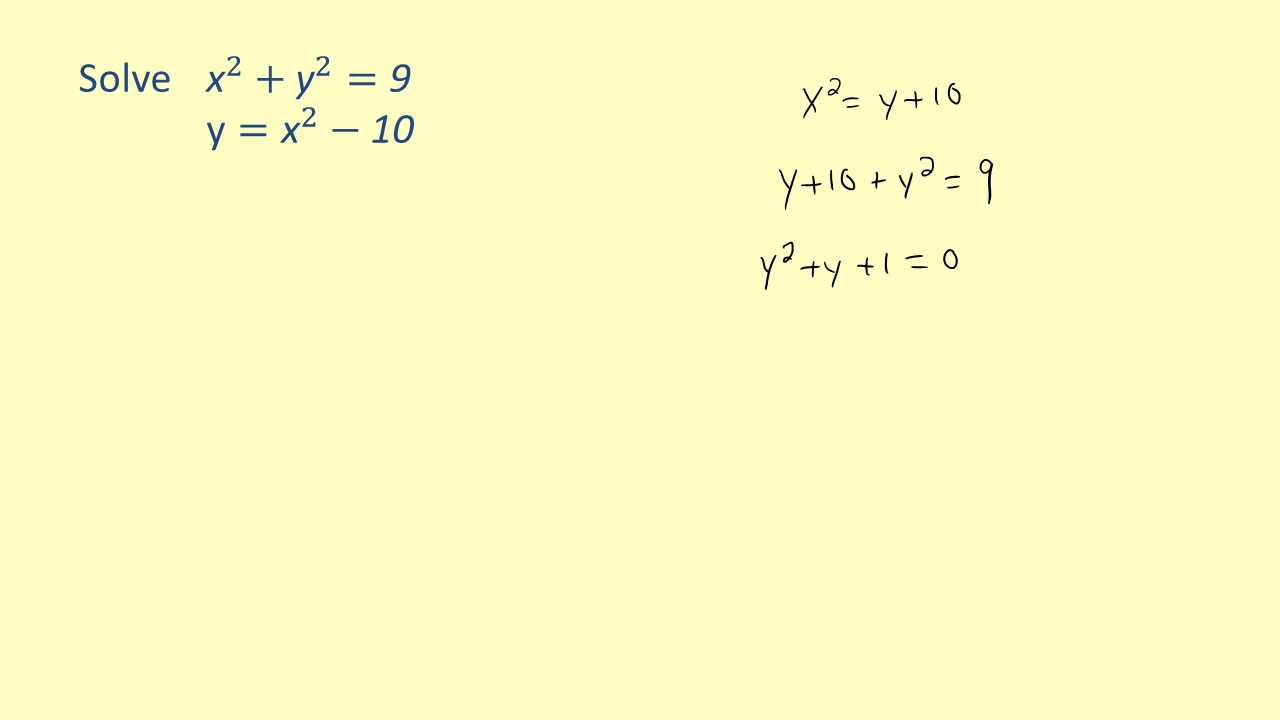 Solve x² + y² = 9
y = x² − 10
x² = y + 10
y + 10 + y² = 9
y² + y + 1 = 0